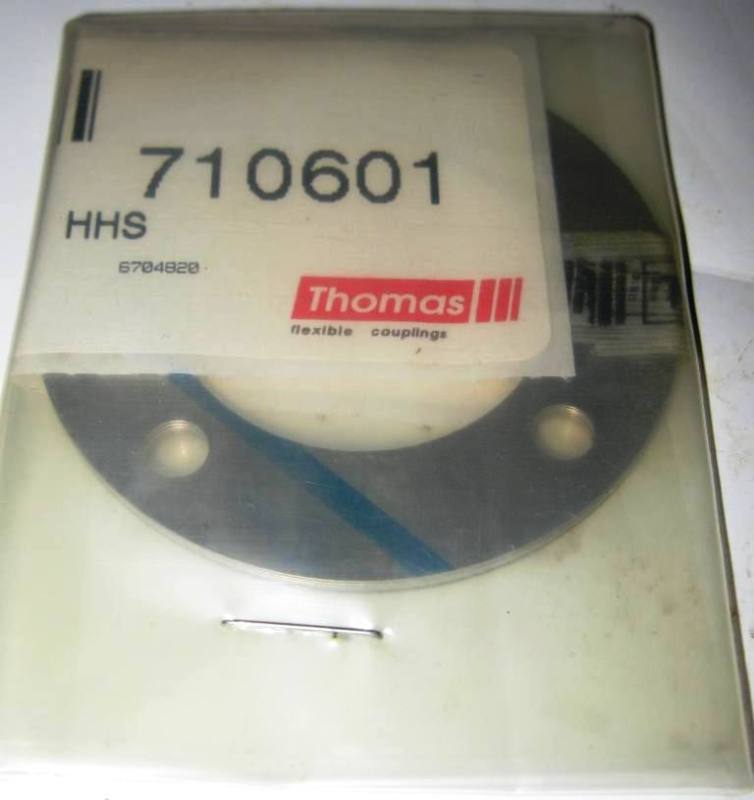 710601
HHS
6704820
Thomas
flexible couplings